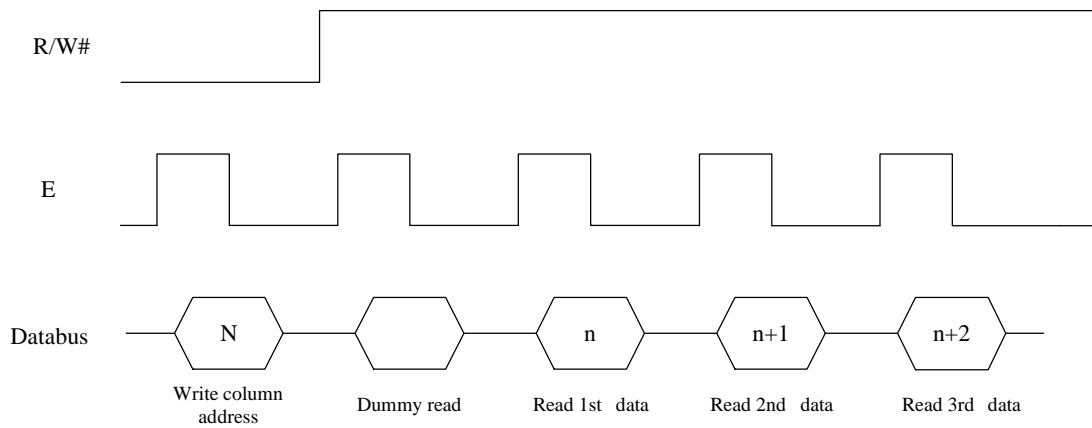 R/W#
E
Databus
N
n
n+1
n+2
Write column
address
Dummy read
Read 1st data
Read 2nd data
Read 3rd data